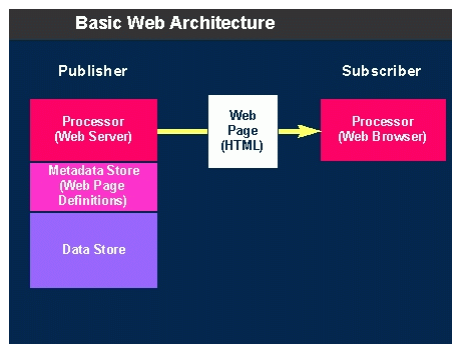 Basic Web Architecture
Publisher
Subscriber
Processor
(Web Server)
Web
Page
(HTML)
Processor
(Web Browser)
Metadata Store
(Web Page
Definitions)
Data Store